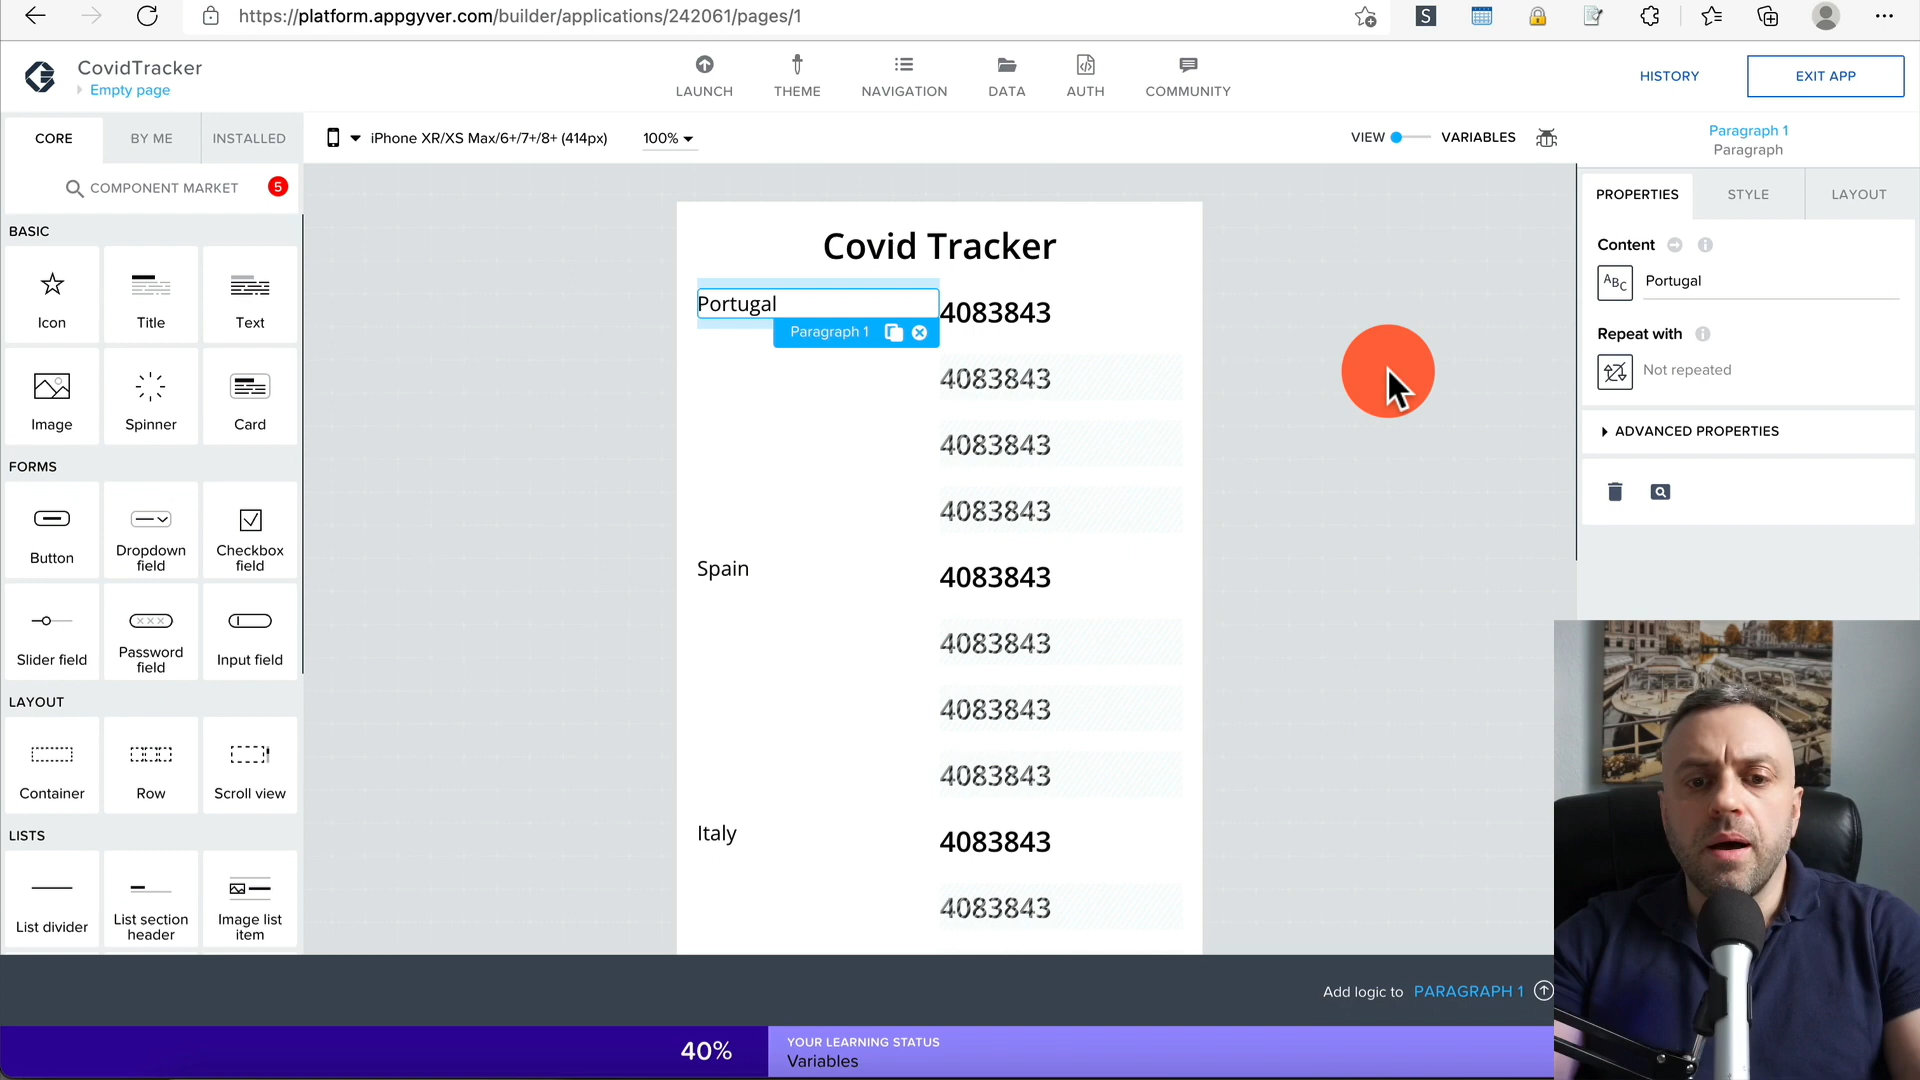 https://platform.appgyver.com/builder/applications/242061/pages/1
S
CovidTracker
Empty page
LAUNCH
THEME
NAVIGATION
DATA
AUTH
COMMUNITY
HISTORY
EXIT APP
CORE
BY ME
INSTALLED
iPhone XR/XS Max/6+/7+/8+ (414px)
100%
VIEW
VARIABLES
Paragraph 1
Paragraph
COMPONENT MARKET
5
PROPERTIES
STYLE
LAYOUT
BASIC
Icon
Title
Text
Image
Spinner
Card
FORMS
Button
Dropdown field
Checkbox field
Slider field
Password field
Input field
LAYOUT
Container
Row
Scroll view
LISTS
List divider
List section header
Image list item
Covid Tracker
Portugal
4083843
Paragraph 1
4083843
4083843
4083843
Spain
4083843
4083843
4083843
4083843
Italy
4083843
4083843
Content
ABC
Portugal
Repeat with
Not repeated
ADVANCED PROPERTIES
Add logic to PARAGRAPH 1
40%
YOUR LEARNING STATUS
Variables